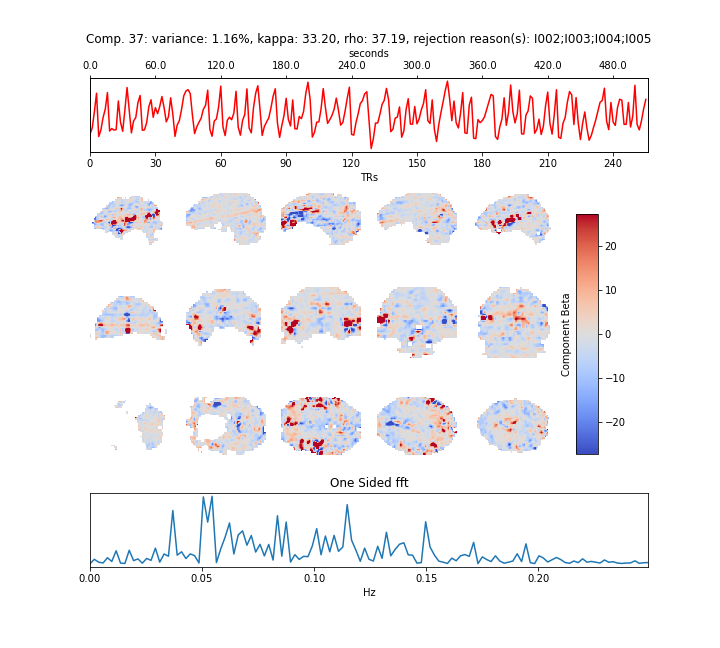 Comp. 37: variance: 1.16%, kappa: 33.20, rho: 37.19, rejection reason(s): I002;I003;I004;I005
seconds
0.0 60.0 120.0 180.0 240.0 300.0 360.0 420.0 480.0
0 30 60 90 120 150 180 210 240
TRs
20
10
0
−10
−20
Component Beta
One Sided fft
0.00 0.05 0.10 0.15 0.20
Hz